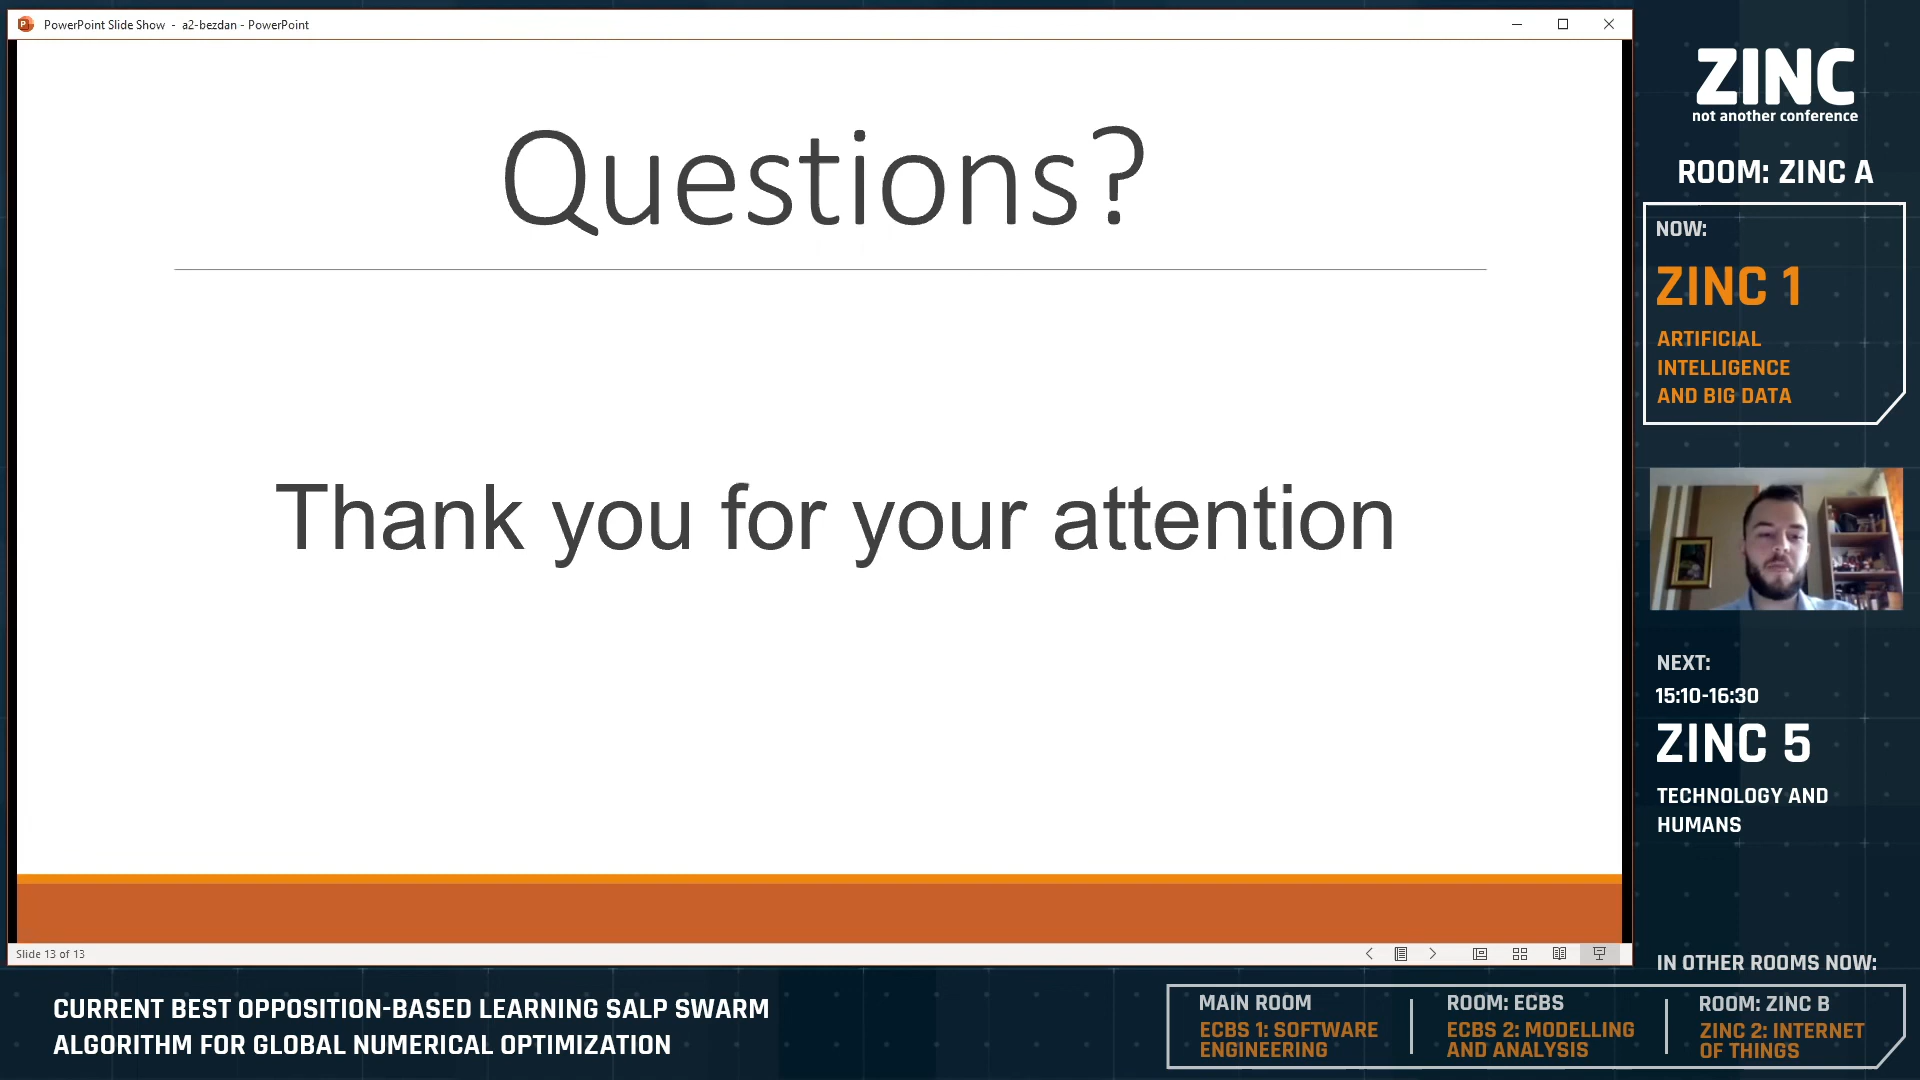 PowerPoint Slide Show - a2-bezdan - PowerPoint
Questions?
Thank you for your attention
Slide 13 of 13
ZINC
not another conference
ROOM: ZINC A
NOW:
ZINC 1
ARTIFICIAL
INTELLIGENCE
AND BIG DATA
NEXT:
15:10-16:30
ZINC 5
TECHNOLOGY AND
HUMANS
IN OTHER ROOMS NOW:
CURRENT BEST OPPOSITION-BASED LEARNING SALP SWARM
ALGORITHM FOR GLOBAL NUMERICAL OPTIMIZATION
MAIN ROOM
ECBS 1: SOFTWARE
ENGINEERING
ROOM: ECBS
ECBS 2: MODELLING
AND ANALYSIS
ROOM: ZINC B
ZINC 2: INTERNET
OF THINGS